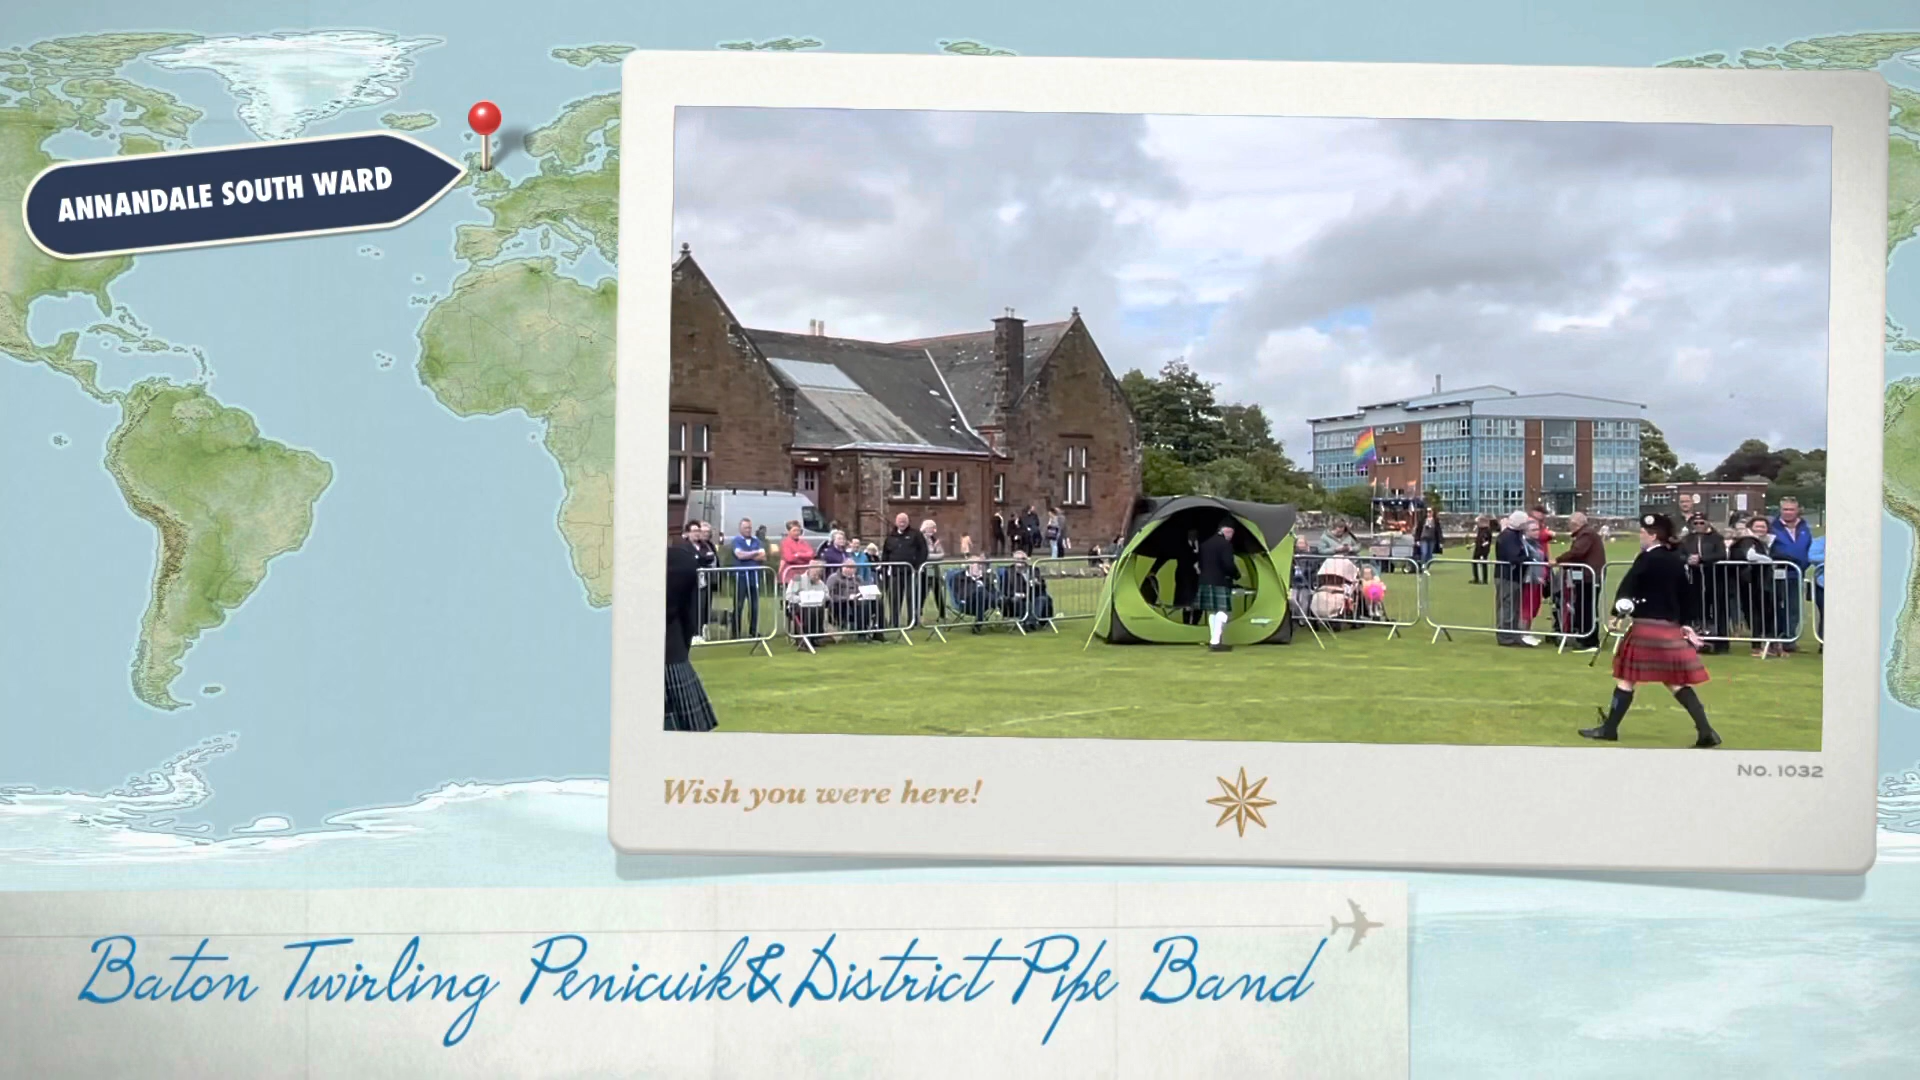 ANNANDALE SOUTH WARD
Wish you were here!
No. 1032
Baton Twirling Penicuik & District Pipe Band